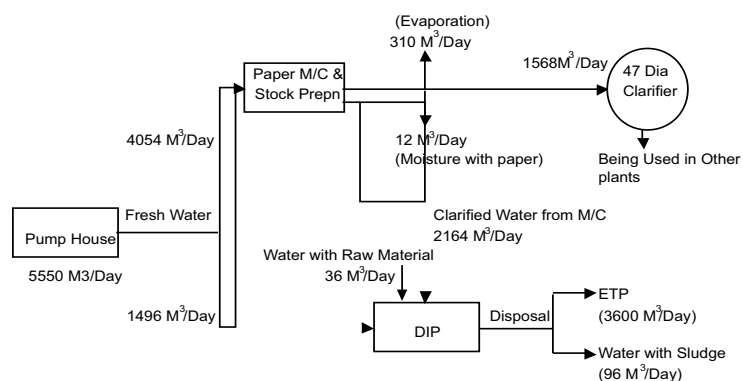 (Evaporation)
310 M³/Day
Paper M/C &
Stock Prepn
1568M³/Day
47 Dia
Clarifier
4054 M³/Day
12 M³/Day
(Moisture with paper)
Being Used in Other
plants
Fresh Water
Pump House
5550 M3/Day
Clarified Water from M/C
2164 M³/Day
Water with Raw Material
36 M³/Day
1496 M³/Day
DIP
Disposal
ETP
(3600 M³/Day)
Water with Sludge
(96 M³/Day)